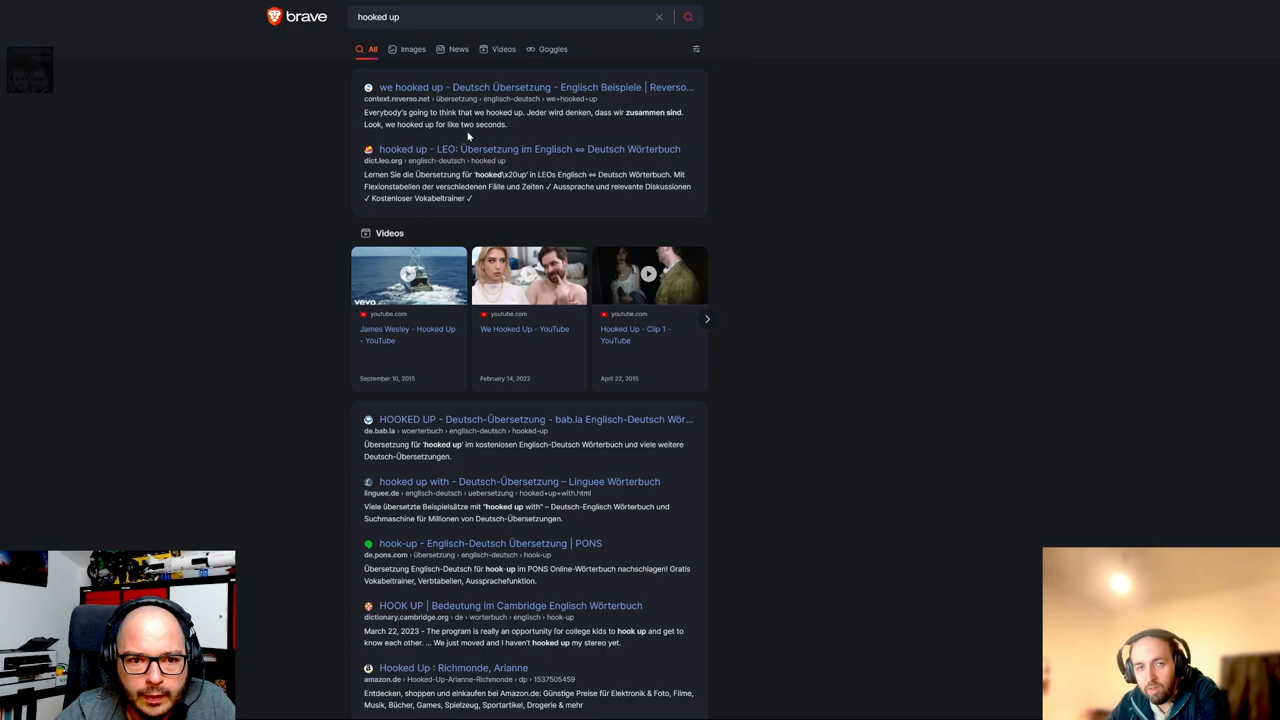 brave
hooked up
All Images News Videos Goggles
we hooked up - Deutsch Übersetzung - Englisch Beispiele | Reverso...
context.reverso.net › übersetzung › englisch-deutsch › we+hooked+up
Everybody's going to think that we hooked up. Jeder wird denken, dass wir zusammen sind.
Look, we hooked up for like two seconds.
hooked up - LEO: Übersetzung im Englisch ⇔ Deutsch Wörterbuch
dict.leo.org › englisch-deutsch › hooked up
Lernen Sie die Übersetzung für 'hooked\x20up' in LEOs Englisch ⇔ Deutsch Wörterbuch. Mit
Flexionstabellen der verschiedenen Fälle und Zeiten ✓ Aussprache und relevante Diskussionen
✓ Kostenloser Vokabeltrainer ✓
Videos
vevo
youtube.com youtube.com youtube.com
James Wesley - Hooked Up
- YouTube
We Hooked Up - YouTube
Hooked Up - Clip 1 -
YouTube
September 10, 2015 February 14, 2022 April 22, 2015
HOOKED UP - Deutsch-Übersetzung - bab.la Englisch-Deutsch Wör...
de.bab.la › woerterbuch › englisch-deutsch › hooked-up
Übersetzung für 'hooked up' im kostenlosen Englisch-Deutsch Wörterbuch und viele weitere
Deutsch-Übersetzungen.
hooked up with - Deutsch-Übersetzung – Linguee Wörterbuch
linguee.de › englisch-deutsch › uebersetzung › hooked+up+with.html
Viele übersetzte Beispielsätze mit "hooked up with" – Deutsch-Englisch Wörterbuch und
Suchmaschine für Millionen von Deutsch-Übersetzungen.
hook-up - Englisch-Deutsch Übersetzung | PONS
de.pons.com › übersetzung › englisch-deutsch › hook-up
Übersetzung Englisch-Deutsch für hook-up im PONS Online-Wörterbuch nachschlagen! Gratis
Vokabeltrainer, Verbtabellen, Aussprachefunktion.
HOOK UP | Bedeutung im Cambridge Englisch Wörterbuch
dictionary.cambridge.org › de › worterbuch › englisch › hook-up
March 22, 2023 - The program is really an opportunity for college kids to hook up and get to
know each other. ... We just moved and I haven't hooked up my stereo yet.
Hooked Up : Richmonde, Arianne
amazon.de › Hooked-Up-Arianne-Richmonde › dp › 1537505459
Entdecken, shoppen und einkaufen bei Amazon.de: Günstige Preise für Elektronik & Foto, Filme,
Musik, Bücher, Games, Spielzeug, Sportartikel, Drogerie & mehr